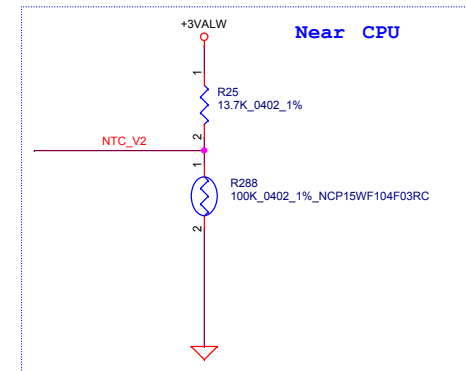 +3VALW
Near CPU
1
R25
13.7K_0402_1%
2
NTC_V2
1
R288
100K_0402_1%_NCP15WF104F03RC
2